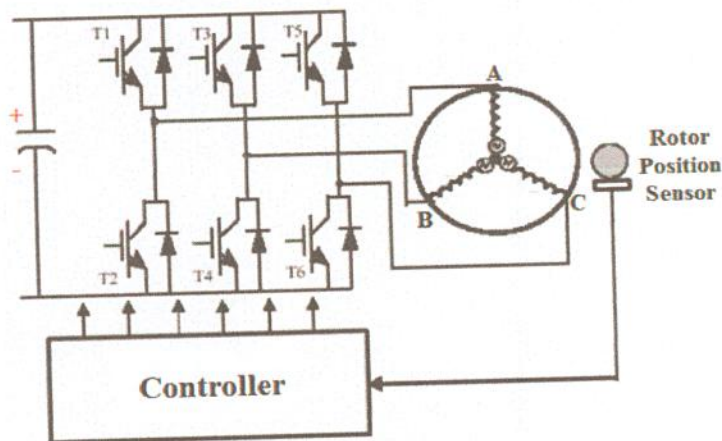 T1
T3
T5
A
+
-
Rotor
Position
Sensor
B
C
T2
T4
T6
Controller